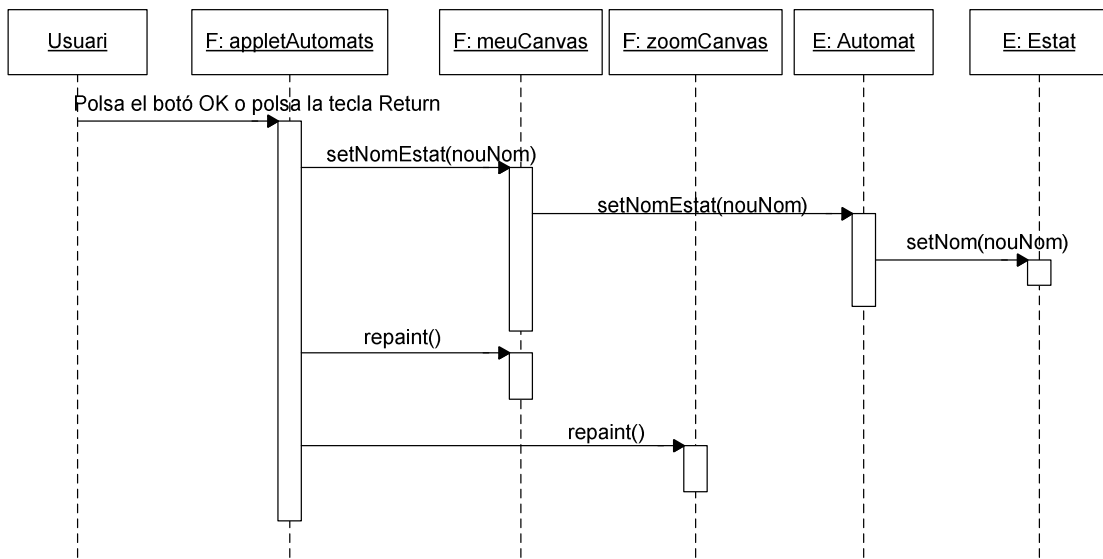 Usuari
F: appletAutomats
F: meuCanvas
F: zoomCanvas
E: Automat
E: Estat
Polsa el botó OK o polsa la tecla Return
setNomEstat(nouNom)
setNomEstat(nouNom)
setNom(nouNom)
repaint()
repaint()